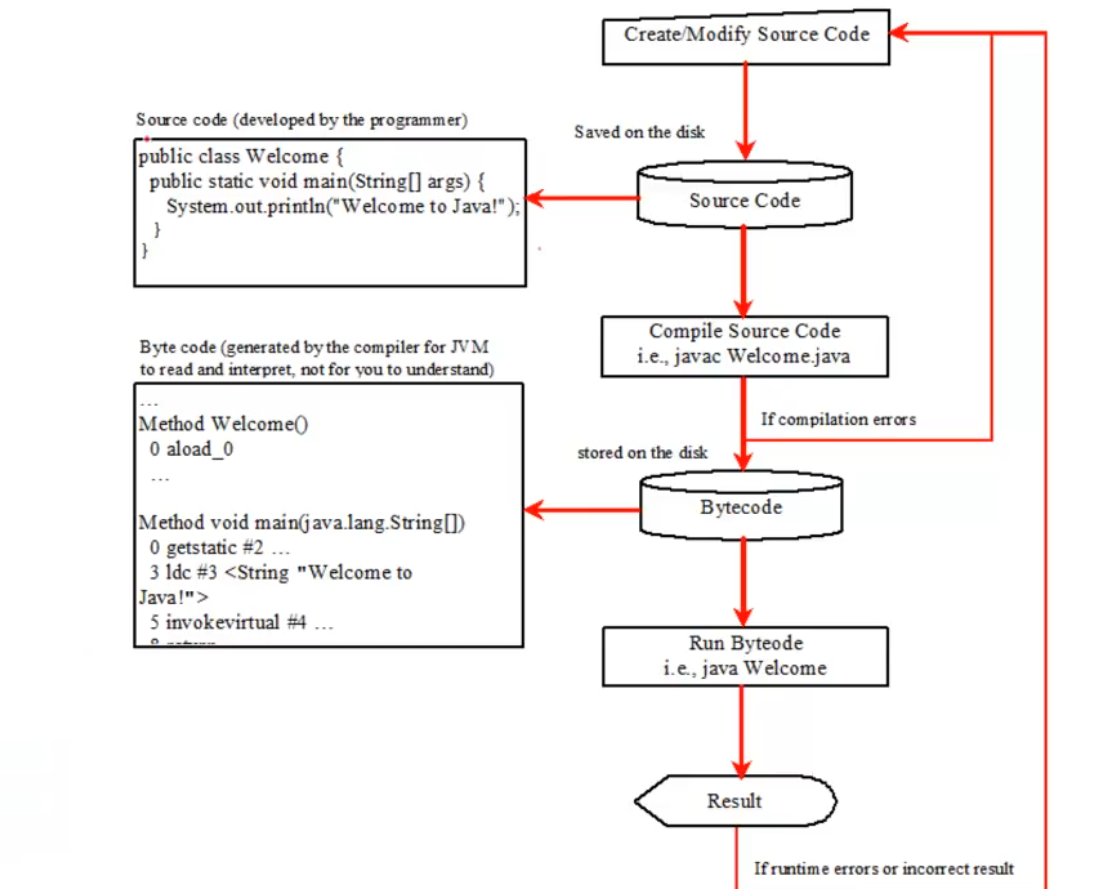 Create/Modify Source Code
Source code (developed by the programmer)
public class Welcome {
public static void main(String[] args) {
System.out.println("Welcome to Java!");
}
}
Saved on the disk
Source Code
Compile Source Code
i.e., javac Welcome.java
If compilation errors
Byte code (generated by the compiler for JVM
to read and interpret, not for you to understand)
...
Method Welcome()
0 aload_0
...
Method void main(java.lang.String[])
0 getstatic #2 ...
3 ldc #3 <String "Welcome to
Java!">
5 invokevirtual #4 ...
stored on the disk
Bytecode
Run Byteode
i.e., java Welcome
Result
If runtime errors or incorrect result